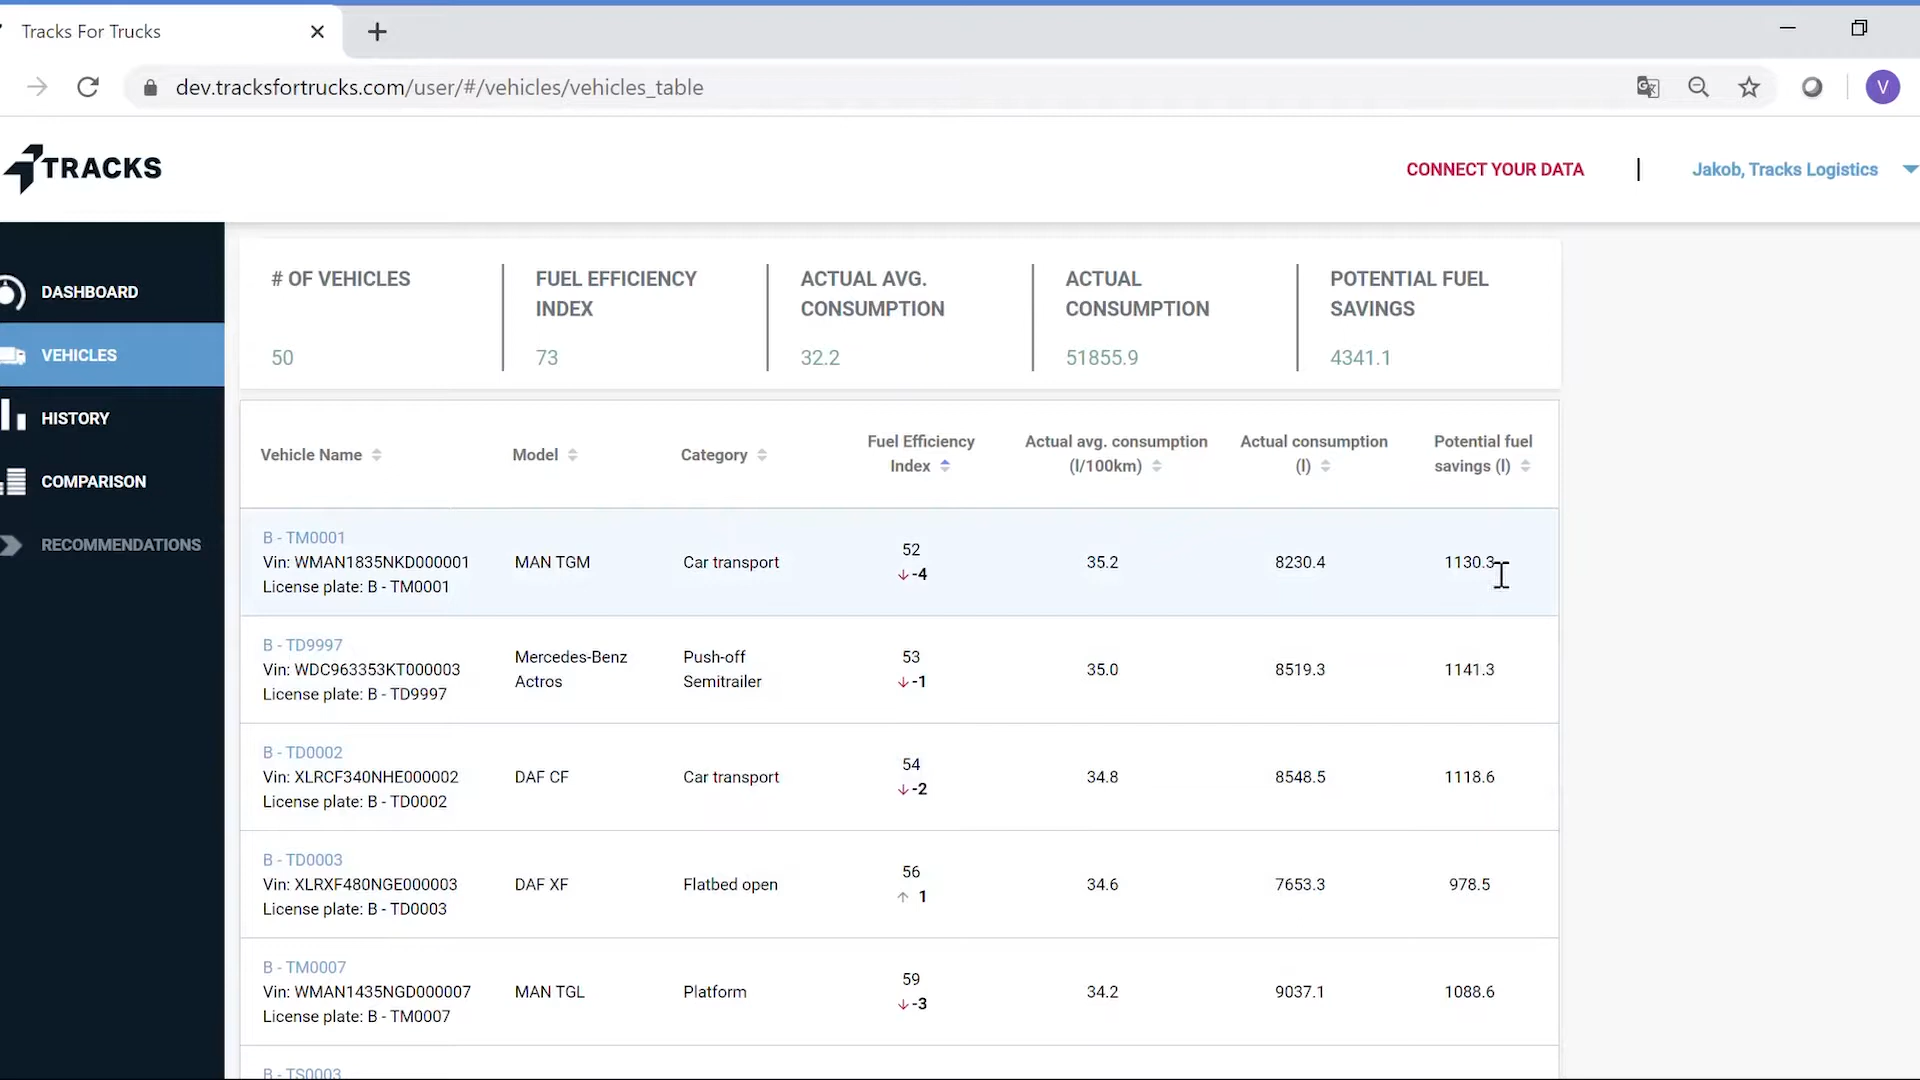 Tracks For Trucks
dev.tracksfortrucks.com/user/#/vehicles/vehicles_table
V
TRACKS
CONNECT YOUR DATA
Jakob, Tracks Logistics
DASHBOARD
VEHICLES
HISTORY
COMPARISON
RECOMMENDATIONS
# OF VEHICLES
50
FUEL EFFICIENCY
INDEX
73
ACTUAL AVG.
CONSUMPTION
32.2
ACTUAL
CONSUMPTION
51855.9
POTENTIAL FUEL
SAVINGS
4341.1
Vehicle Name
Model
Category
Fuel Efficiency
Index
Actual avg. consumption
(l/100km)
Actual consumption
(l)
Potential fuel
savings (l)
B - TM0001
Vin: WMAN1835NKD000001
License plate: B - TM0001
MAN TGM
Car transport
52
-4
35.2
8230.4
1130.3
B - TD9997
Vin: WDC963353KT000003
License plate: B - TD9997
Mercedes-Benz
Actros
Push-off
Semitrailer
53
-1
35.0
8519.3
1141.3
B - TD0002
Vin: XLRCF340NHE000002
License plate: B - TD0002
DAF CF
Car transport
54
-2
34.8
8548.5
1118.6
B - TD0003
Vin: XLRXF480NGE000003
License plate: B - TD0003
DAF XF
Flatbed open
56
1
34.6
7653.3
978.5
B - TM0007
Vin: WMAN1435NGD000007
License plate: B - TM0007
MAN TGL
Platform
59
-3
34.2
9037.1
1088.6
B - TS0003